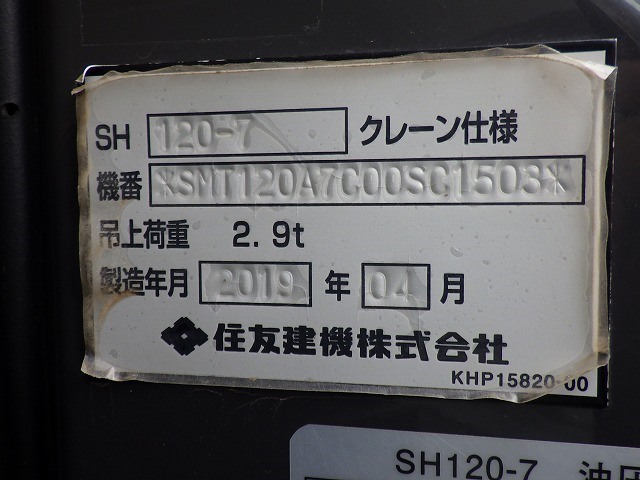 SH 120-7 クレーン仕様
機番 *SMT120A7C00SC1503*
吊上荷重 2.9t
製造年月 2019 年 04 月
住友建機株式会社
KHP15820-00
SH120-7 油圧